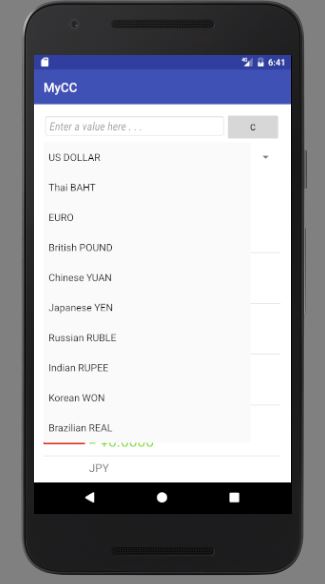 4G 6:41
MyCC
Enter a value here , . .
C
US DOLLAR
Thai BAHT
EURO
British POUND
Chinese YUAN
Japanese YEN
Russian RUBLE
Indian RUPEE
Korean WON
Brazilian REAL
JPY